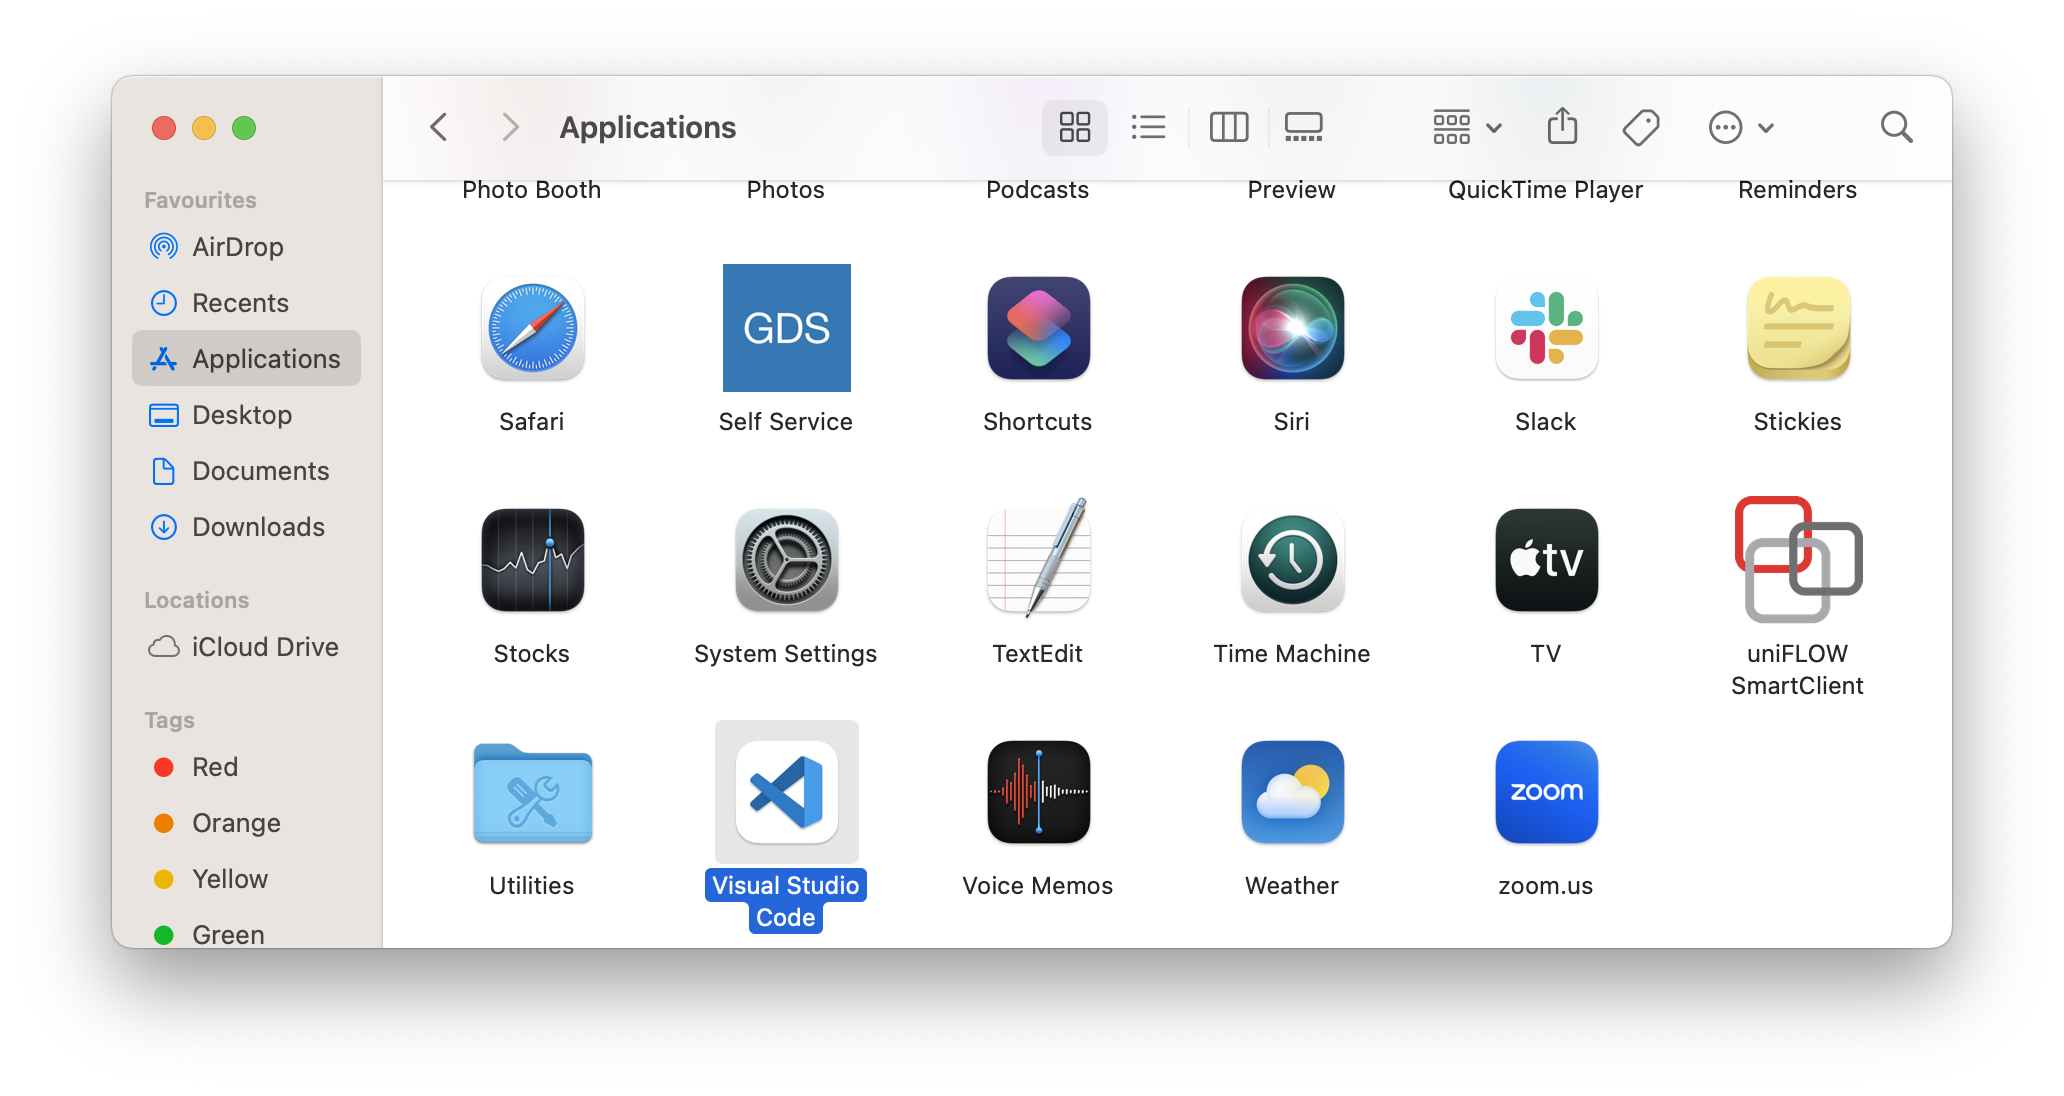 Applications
Favourites
AirDrop
Recents
Applications
Desktop
Documents
Downloads
Locations
iCloud Drive
Tags
Red
Orange
Yellow
Green
Photo Booth
Photos
Podcasts
Preview
QuickTime Player
Reminders
GDS
Safari
Self Service
Shortcuts
Siri
Slack
Stickies
tv
Stocks
System Settings
TextEdit
Time Machine
TV
uniFLOW
SmartClient
zoom
Utilities
Visual Studio
Code
Voice Memos
Weather
zoom.us